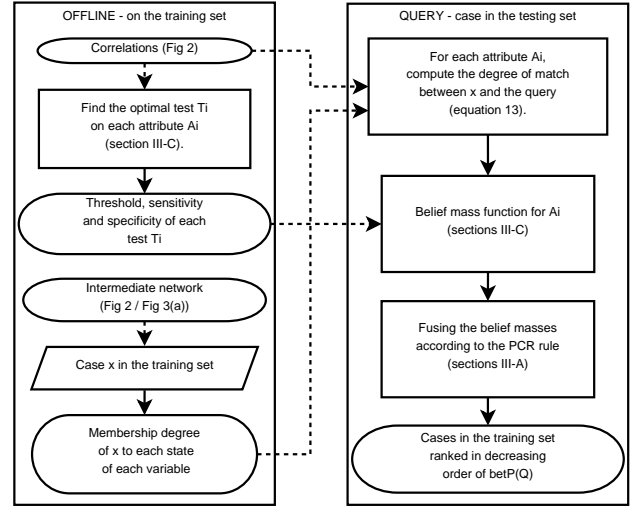 OFFLINE - on the training set
Correlations (Fig 2)
Find the optimal test Ti
on each attribute Ai
(section III-C).
Threshold, sensitivity
and specificity of each
test Ti
Intermediate network
(Fig 2 / Fig 3(a))
Case x in the training set
Membership degree
of x to each state
of each variable
QUERY - case in the testing set
For each attribute Ai,
compute the degree of match
between x and the query
(equation 13).
Belief mass function for Ai
(sections III-C)
Fusing the belief masses
according to the PCR rule
(sections III-A)
Cases in the training set
ranked in decreasing
order of betP(Q)